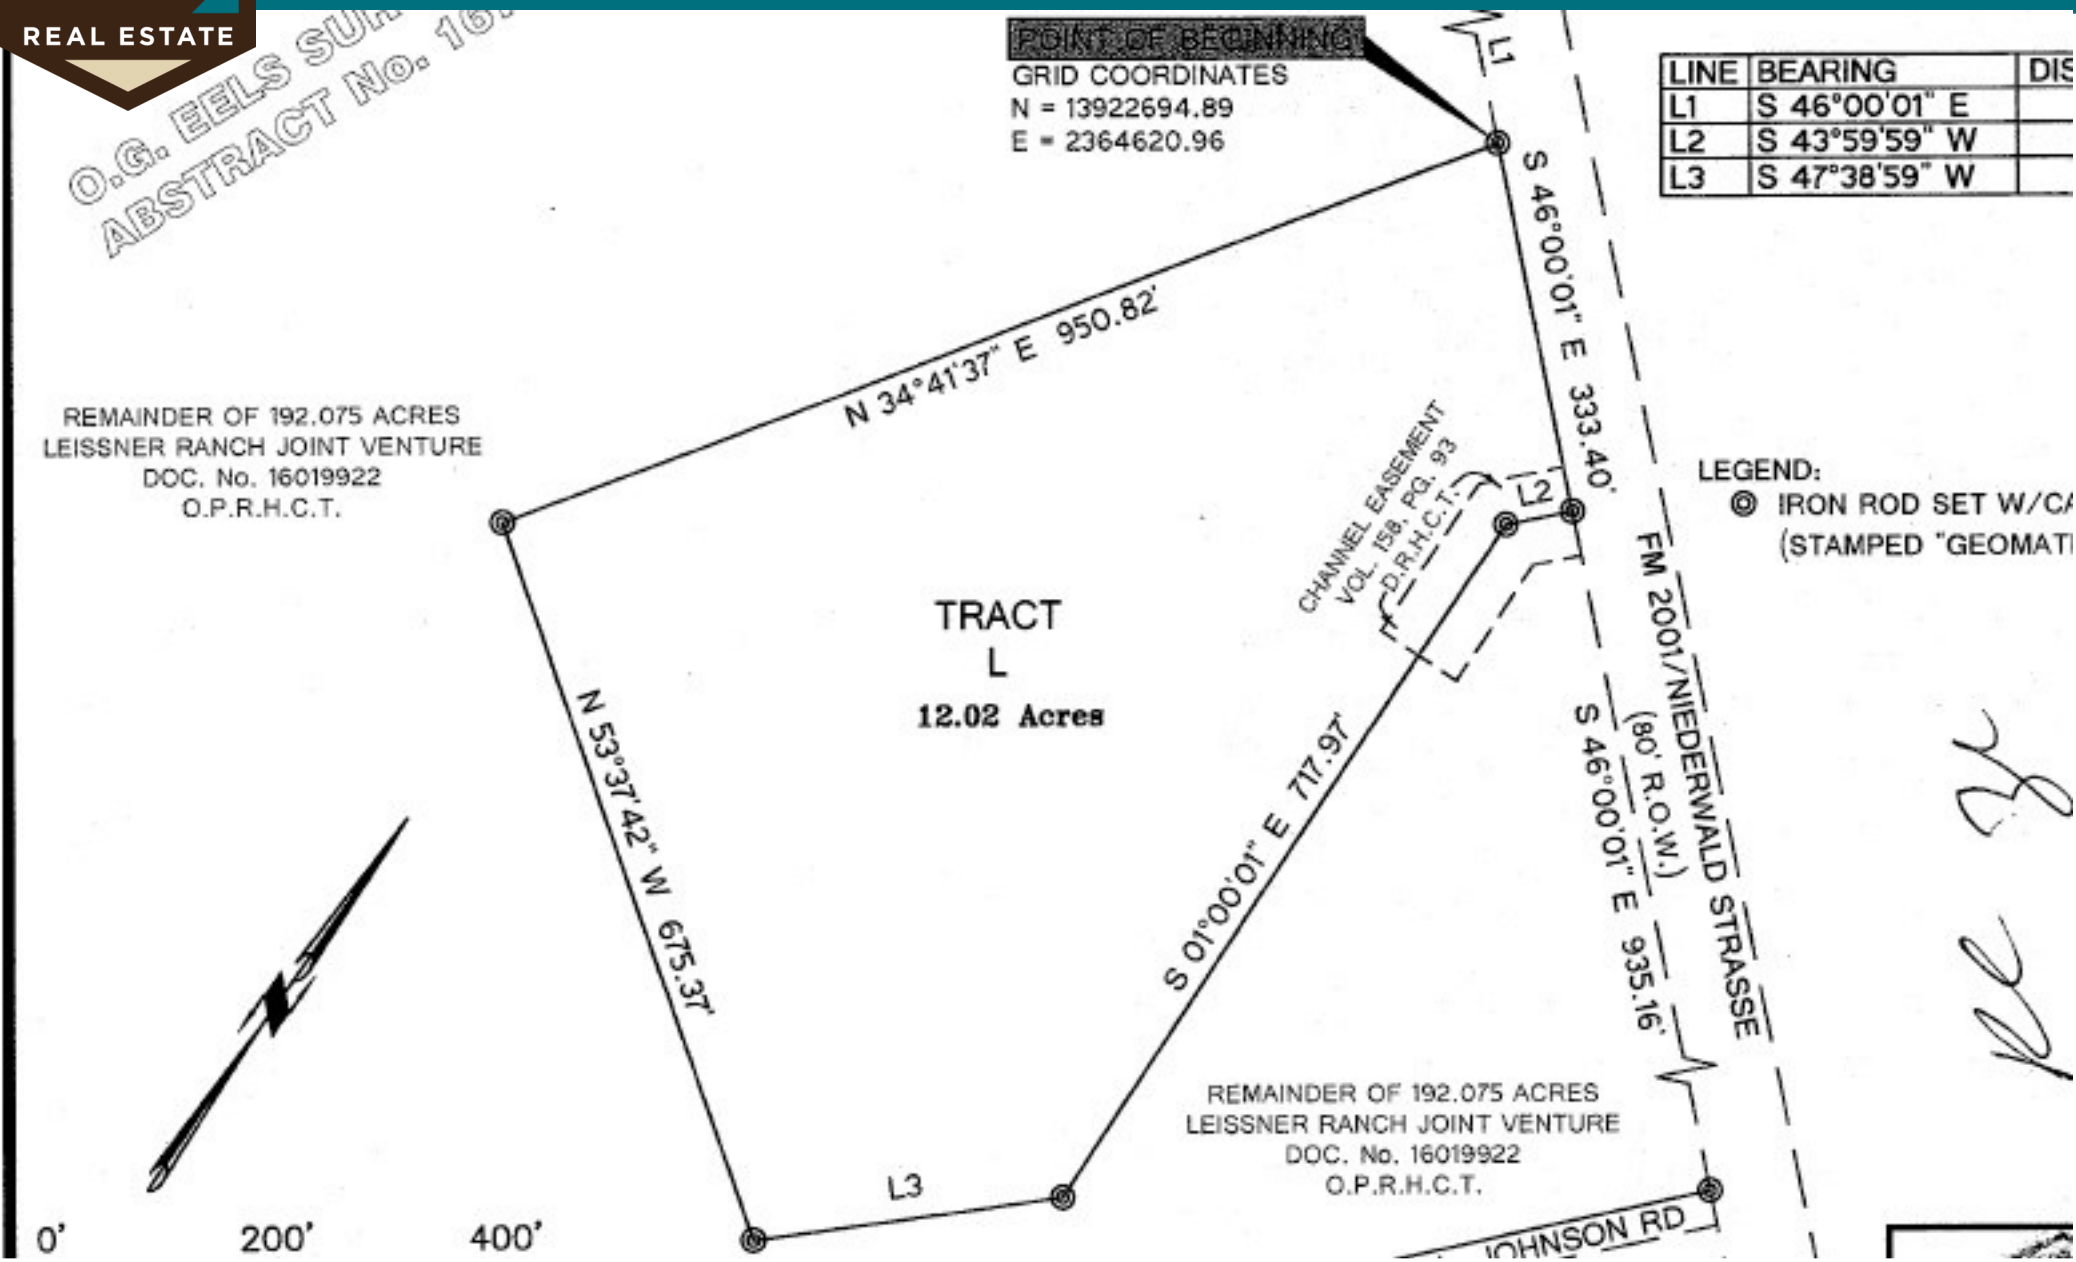 REAL ESTATE
O.G. EELS
ABSTRACT No.
POINT OF BEGINNING
GRID COORDINATES
N = 13922694.89
E = 2364620.96
L1
LINE BEARING
L1 S 46°00'01" E
L2 S 43°59'59" W
L3 S 47°38'59" W
S 46°00'01" E 333.40'
N 34°41'37" E 950.82'
REMAINDER OF 192.075 ACRES
LEISSNER RANCH JOINT VENTURE
DOC. No. 16019922
O.P.R.H.C.T.
CHANNEL EASEMENT
VOL. 158, PG. 93
D.R.H.C.T.
L2
LEGEND:
IRON ROD SET
(STAMPED
TRACT
L
12.02 Acres
FM 2001/NIEDERWALD STRASSE
(80' R.O.W.)
S 46°00'01" E 935.16'
N 53°37'42" W 675.37'
S 01°00'01" E 717.97'
REMAINDER OF 192.075 ACRES
LEISSNER RANCH JOINT VENTURE
DOC. No. 16019922
O.P.R.H.C.T.
L3
JOHNSON RD
0' 200' 400'